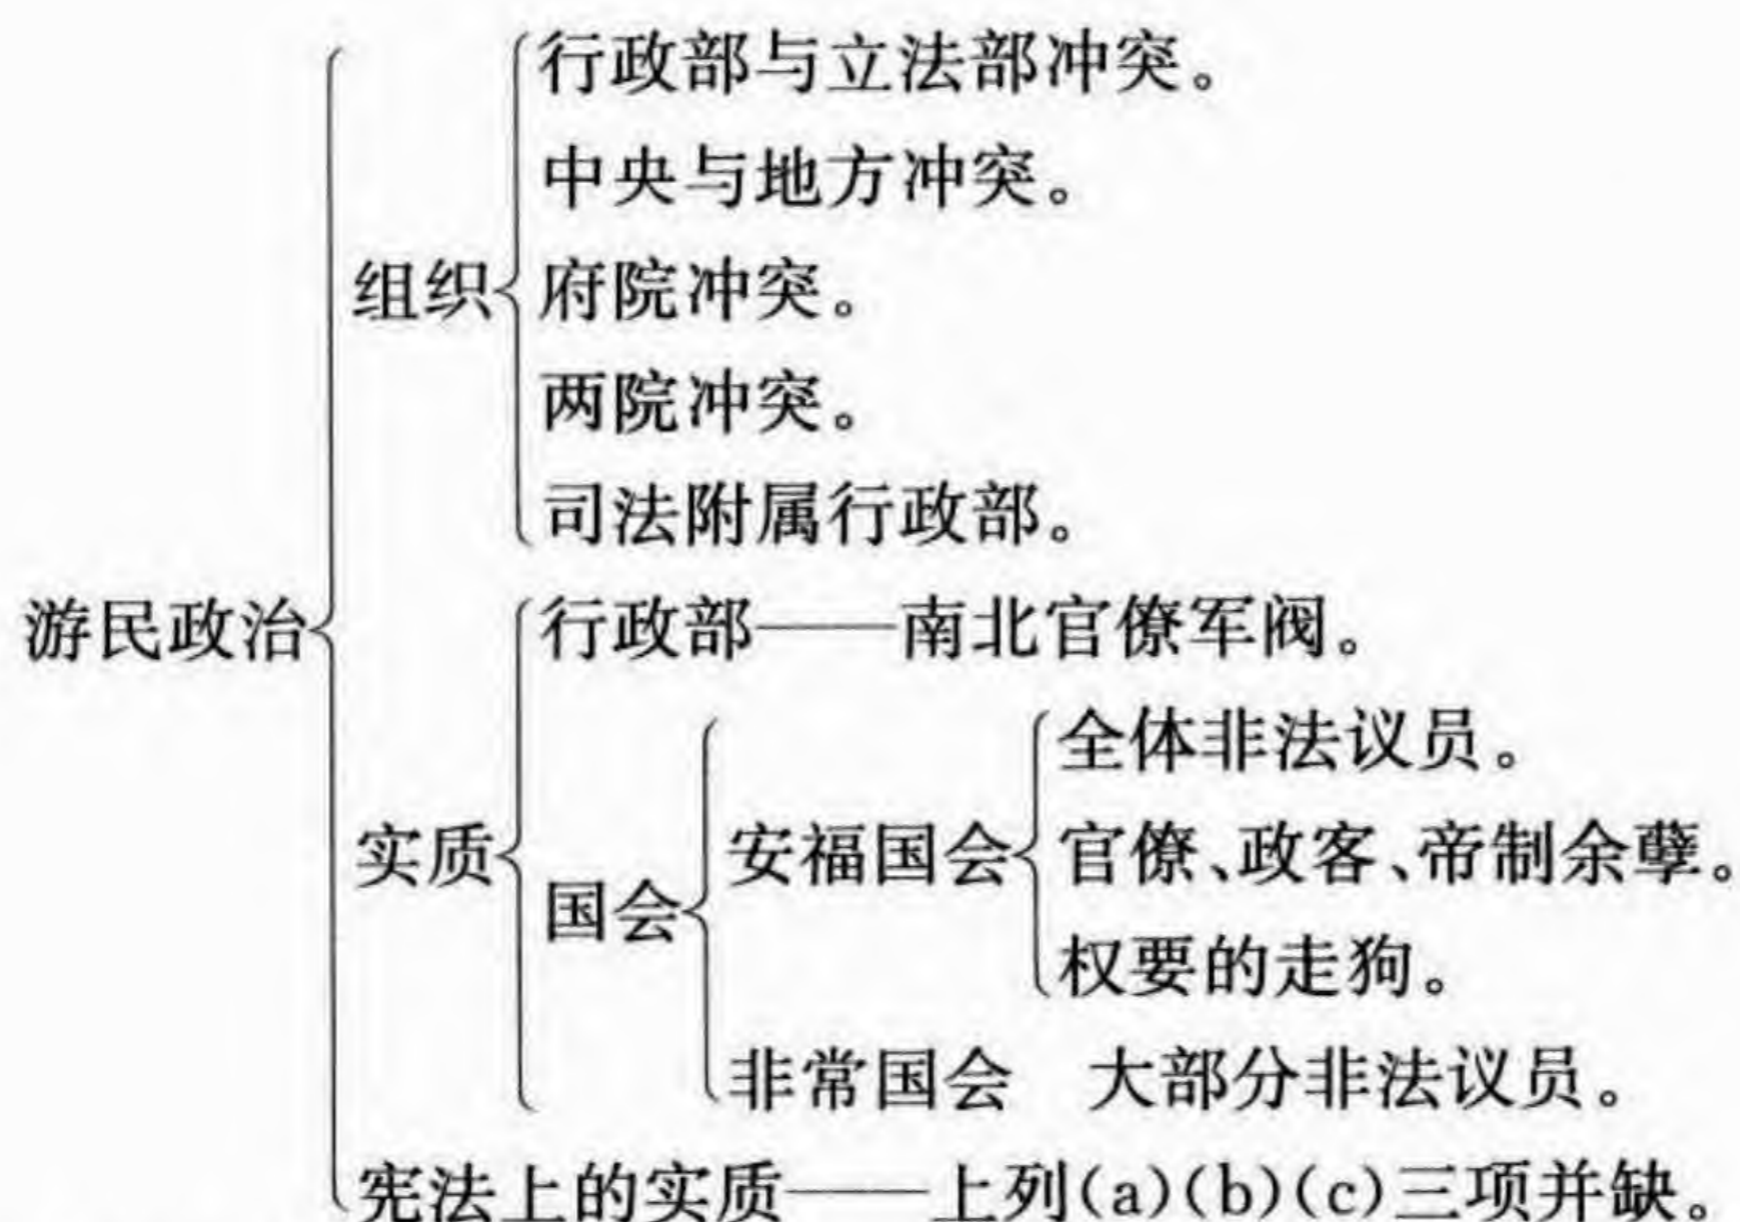 行政部与立法部冲突。
中央与地方冲突。
组织
府院冲突。
两院冲突。
司法附属行政部。
游民政治
行政部——南北官僚军阀。
全体非法议员。
实质
安福国会
官僚、政客、帝制余孽。
国会
权要的走狗。
非常国会 大部分非法议员。
宪法上的实质——上列(a)(b)(c)三项并缺。